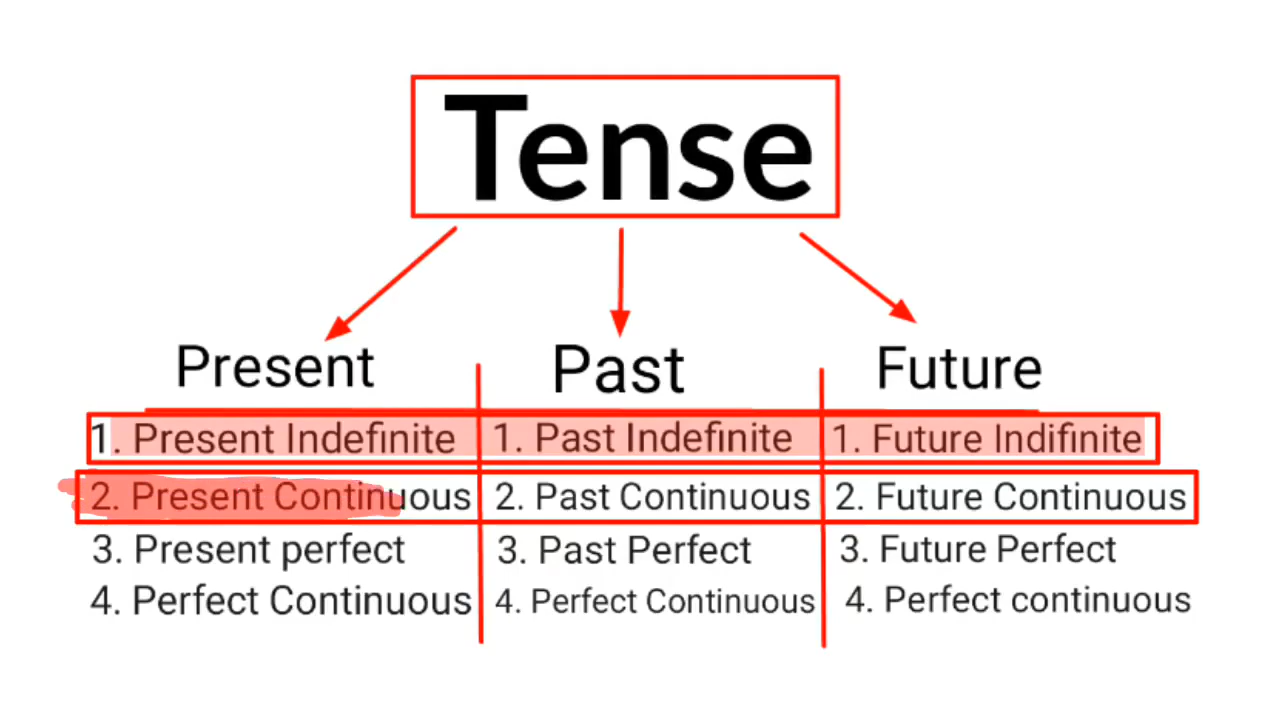 Tense
Present Past Future
1. Present Indefinite 1. Past Indefinite 1. Future Indifinite
2. Present Continuous 2. Past Continuous 2. Future Continuous
3. Present perfect 3. Past Perfect 3. Future Perfect
4. Perfect Continuous 4. Perfect Continuous 4. Perfect continuous